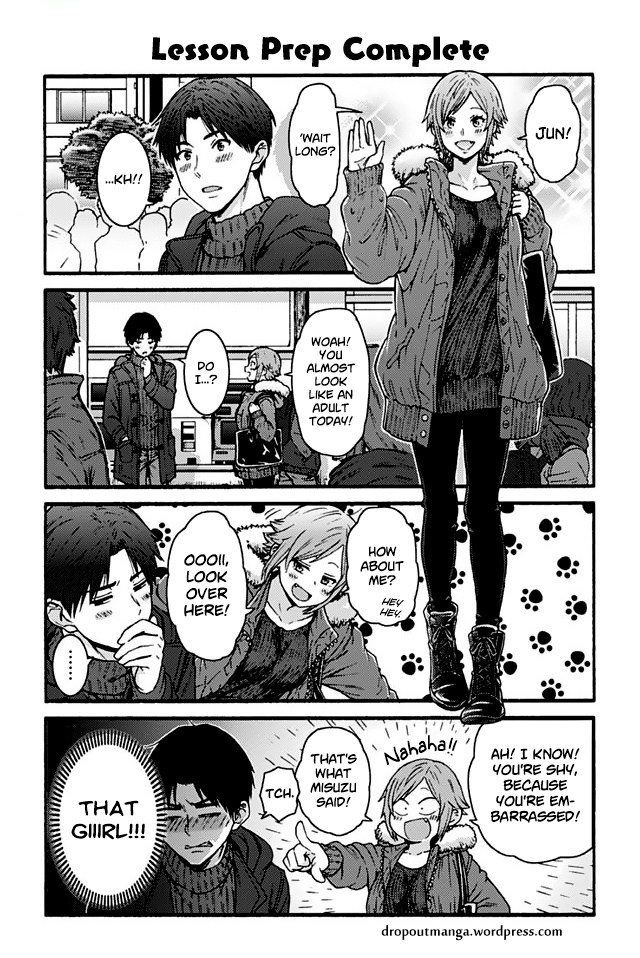 Lesson Prep Complete
JUN!
'WAIT
LONG?
...KH!!
WOAH!
YOU
ALMOST
LOOK
LIKE AN
ADULT
TODAY!
DO
I...?
HOW
ABOUT
ME?
HEY
HEY.
OOOII,
LOOK
OVER
HERE!
......
AH! I KNOW!
YOU'RE SHY,
BECAUSE
YOU'RE EM-
BARRASSED!
Nahaha!!
THAT'S
WHAT
MISUZU
SAID!
TCH.
THAT
GIIIRL!!!
dropoutmanga.wordpress.com